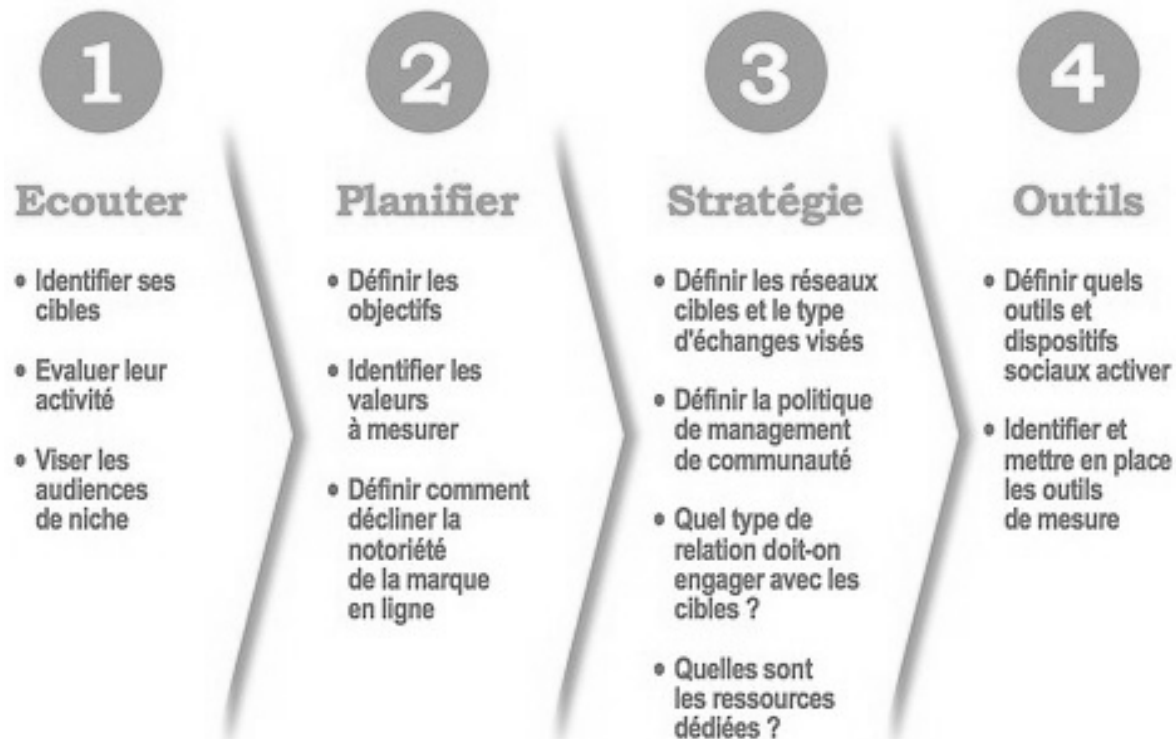 1
Ecouter
• Identifier ses
cibles
• Evaluer leur
activité
• Viser les
audiences
de niche
2
Planifier
• Définir les
objectifs
• Identifier les
valeurs
à mesurer
• Définir comment
décliner la
notoriété
de la marque
en ligne
3
Stratégie
• Définir les réseaux
cibles et le type
d'échanges visés
• Définir la politique
de management
de communauté
• Quel type de
relation doit-on
engager avec les
cibles ?
• Quelles sont
les ressources
dédiées ?
4
Outils
• Définir quels
outils et
dispositifs
sociaux activer
• Identifier et
mettre en place
les outils
de mesure